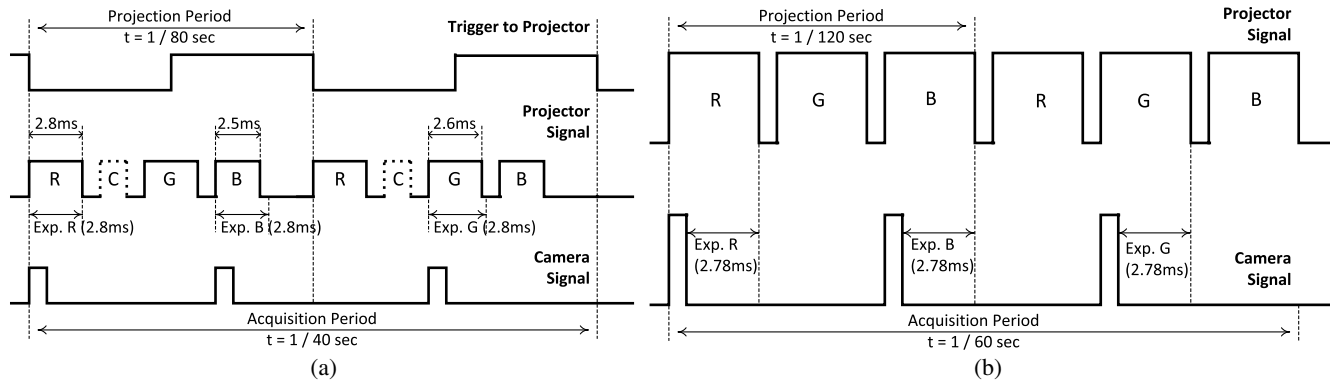 Projection Period
t = 1 / 80 sec
Trigger to Projector
2.8ms
2.5ms
2.6ms
Projector
Signal
R
C
G
B
R
C
G
B
Exp. R (2.8ms)
Exp. B (2.8ms)
Exp. G (2.8ms)
Camera
Signal
Acquisition Period
t = 1 / 40 sec
(a)
Projection Period
t = 1 / 120 sec
Projector
Signal
R
G
B
R
G
B
Exp. R
(2.78ms)
Exp. B
(2.78ms)
Exp. G
(2.78ms)
Camera
Signal
Acquisition Period
t = 1 / 60 sec
(b)